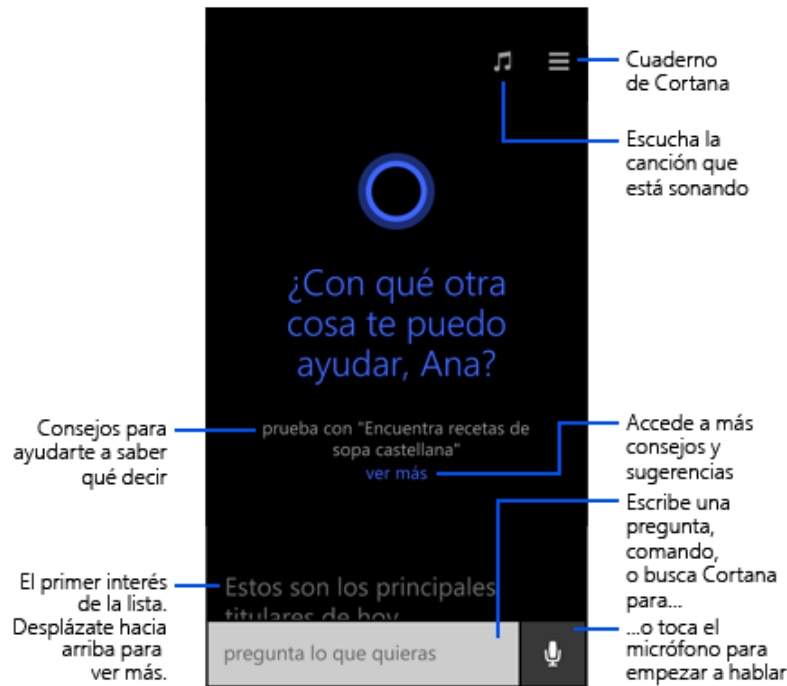 Cuaderno
de Cortana
Escucha la
canción que
está sonando
¿Con qué otra
cosa te puedo
ayudar, Ana?
Consejos para
ayudarte a saber
qué decir
prueba con "Encuentra recetas de
sopa castellana"
ver más
Accede a más
consejos y
sugerencias
Escribe una
pregunta,
comando,
o busca Cortana
para...
El primer interés
de la lista.
Desplázate hacia
arriba para
ver más.
Estos son los principales
titulares de hoy
pregunta lo que quieras
...o toca el
micrófono para
empezar a hablar